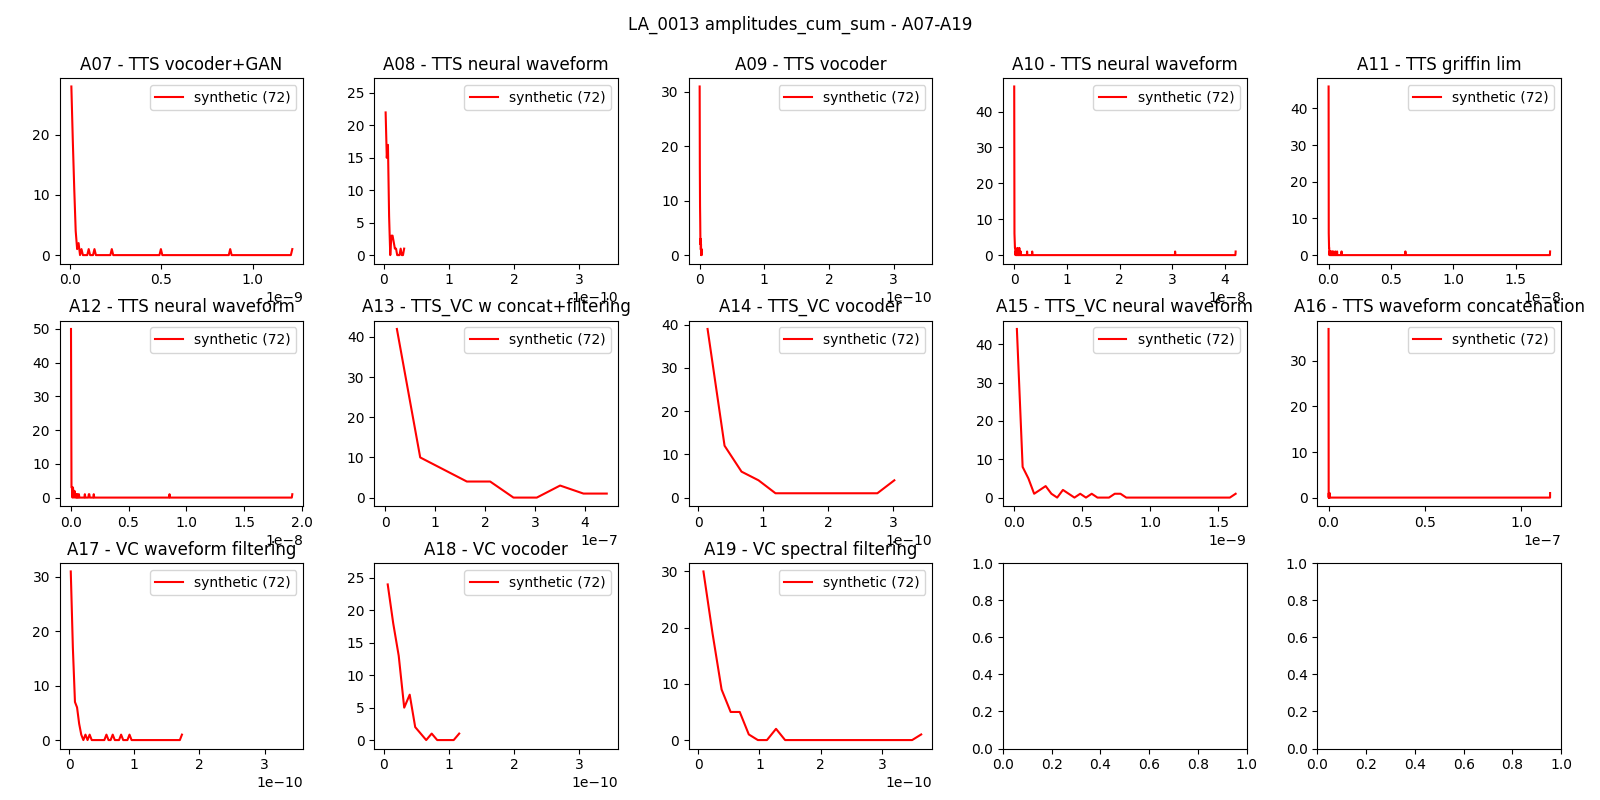 LA_0013 amplitudes_cum_sum - A07-A19
A07 - TTS vocoder+GAN
synthetic (72)
20
10
0
0.0 0.5 1.0
1e−9
A08 - TTS neural waveform
synthetic (72)
25
20
15
10
5
0
0 1 2 3
1e−10
A09 - TTS vocoder
synthetic (72)
30
20
10
0
0 1 2 3
1e−10
A10 - TTS neural waveform
synthetic (72)
40
30
20
10
0
0 1 2 3 4
1e−8
A11 - TTS griffin lim
synthetic (72)
40
30
20
10
0
0.0 0.5 1.0 1.5
1e−8
A12 - TTS neural waveform
synthetic (72)
50
40
30
20
10
0
0.0 0.5 1.0 1.5 2.0
1e−8
A13 - TTS_VC w concat+filtering
synthetic (72)
40
30
20
10
0
0 1 2 3 4
1e−7
A14 - TTS_VC vocoder
synthetic (72)
40
30
20
10
0
0 1 2 3
1e−10
A15 - TTS_VC neural waveform
synthetic (72)
40
30
20
10
0
0.0 0.5 1.0 1.5
1e−9
A16 - TTS waveform concatenation
synthetic (72)
30
20
10
0
0.0 0.5 1.0
1e−7
A17 - VC waveform filtering
synthetic (72)
30
20
10
0
0 1 2 3
1e−10
A18 - VC vocoder
synthetic (72)
25
20
15
10
5
0
0 1 2 3
1e−10
A19 - VC spectral filtering
synthetic (72)
30
20
10
0
0 1 2 3
1e−10
1.0
0.8
0.6
0.4
0.2
0.0
0.0 0.2 0.4 0.6 0.8 1.0
1.0
0.8
0.6
0.4
0.2
0.0
0.0 0.2 0.4 0.6 0.8 1.0